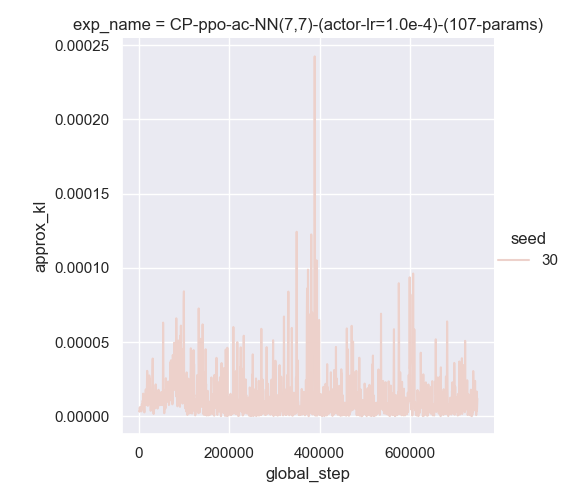 exp_name = CP-ppo-ac-NN(7,7)-(actor-lr=1.0e-4)-(107-params)
0.00025
0.00020
0.00015
0.00010
0.00005
0.00000
approx_kl
0
200000
400000
600000
global_step
seed
30